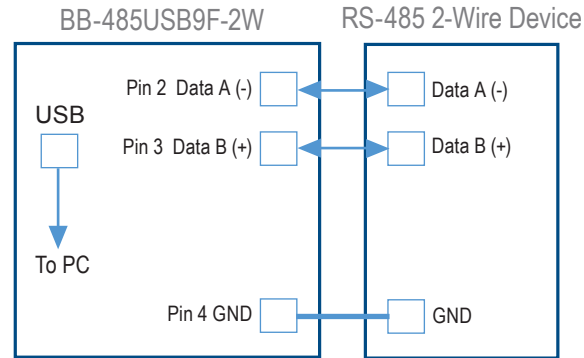 BB-485USB9F-2W
RS-485 2-Wire Device
Pin 2 Data A (-)
Data A (-)
USB
Pin 3 Data B (+)
Data B (+)
To PC
Pin 4 GND
GND